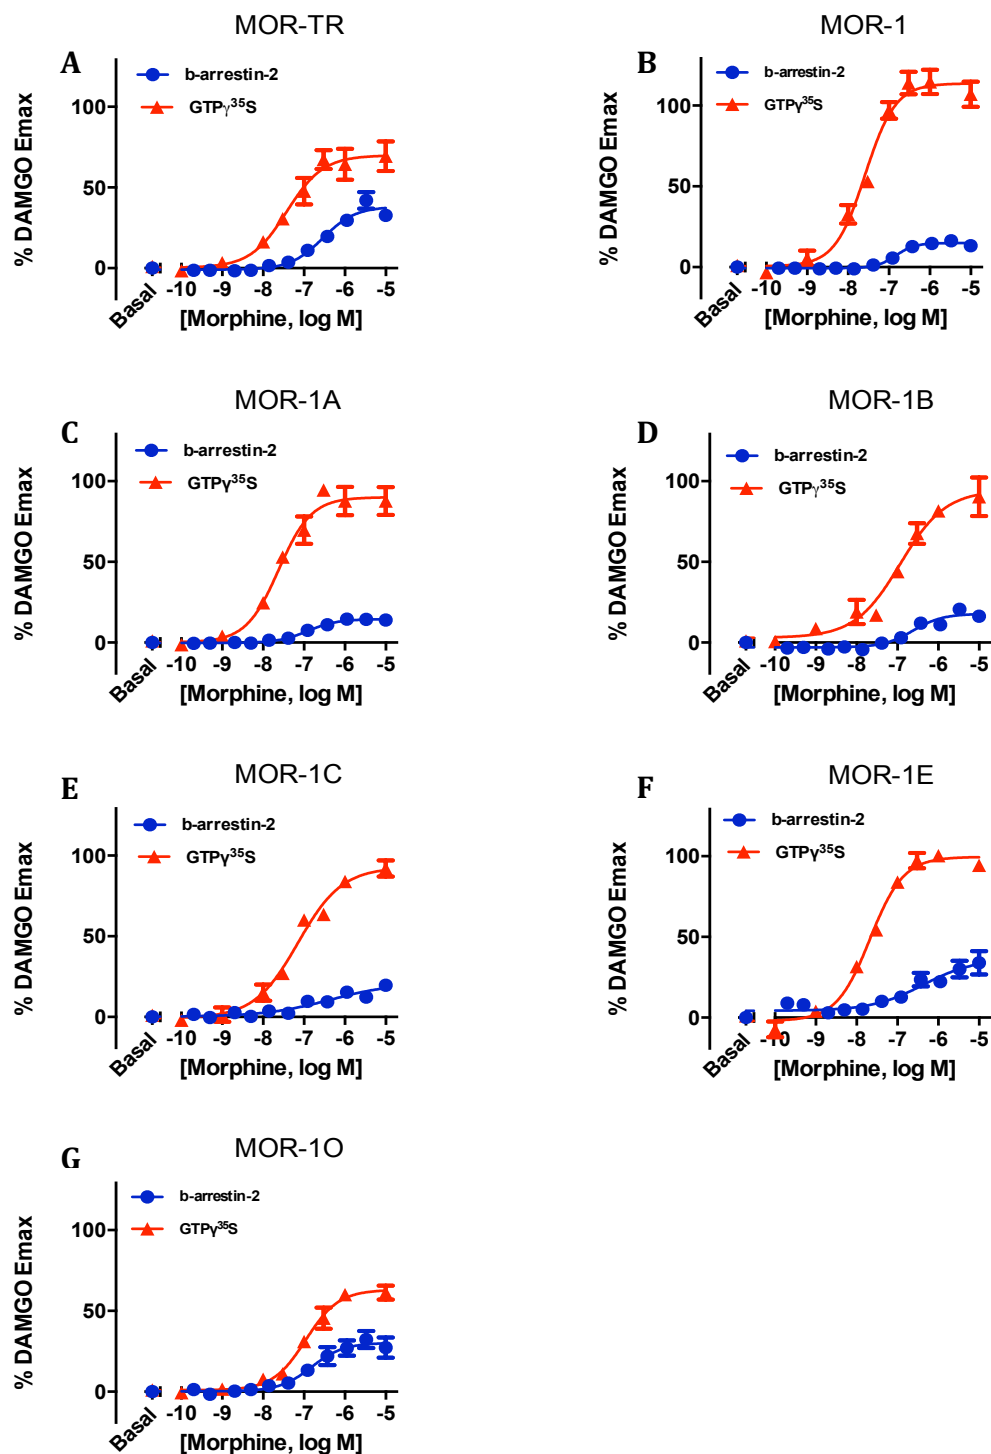 MOR-TR
A
b-arrestin-2
GTPγ³⁵S
100
50
0
% DAMGO Emax
Basal -10 -9 -8 -7 -6 -5
[Morphine, log M]
MOR-1
B
b-arrestin-2
GTPγ³⁵S
100
50
0
% DAMGO Emax
Basal -10 -9 -8 -7 -6 -5
[Morphine, log M]
MOR-1A
C
b-arrestin-2
GTPγ³⁵S
100
50
0
% DAMGO Emax
Basal -10 -9 -8 -7 -6 -5
[Morphine, log M]
MOR-1B
D
b-arrestin-2
GTPγ³⁵S
100
50
0
% DAMGO Emax
Basal -10 -9 -8 -7 -6 -5
[Morphine, log M]
MOR-1C
E
b-arrestin-2
GTPγ³⁵S
100
50
0
% DAMGO Emax
Basal -10 -9 -8 -7 -6 -5
[Morphine, log M]
MOR-1E
F
b-arrestin-2
GTPγ³⁵S
100
50
0
% DAMGO Emax
Basal -10 -9 -8 -7 -6 -5
[Morphine, log M]
MOR-1O
G
b-arrestin-2
GTPγ³⁵S
100
50
0
% DAMGO Emax
Basal -10 -9 -8 -7 -6 -5
[Morphine, log M]